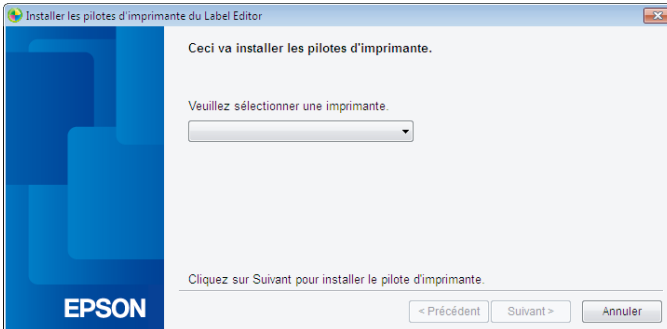 Installer les pilotes d'imprimante du Label Editor
Ceci va installer les pilotes d'imprimante.
Veuillez sélectionner une imprimante.
Cliquez sur Suivant pour installer le pilote d'imprimante.
EPSON
< Précédent
Suivant >
Annuler